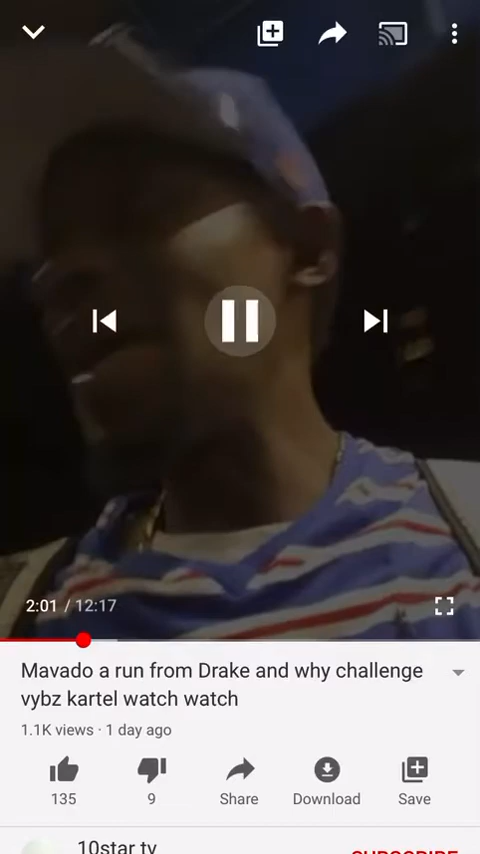 2:01 / 12:17
Mavado a run from Drake and why challenge
vybz kartel watch watch
1.1K views · 1 day ago
135
9
Share
Download
Save
10star tv
SUBSCRIBE